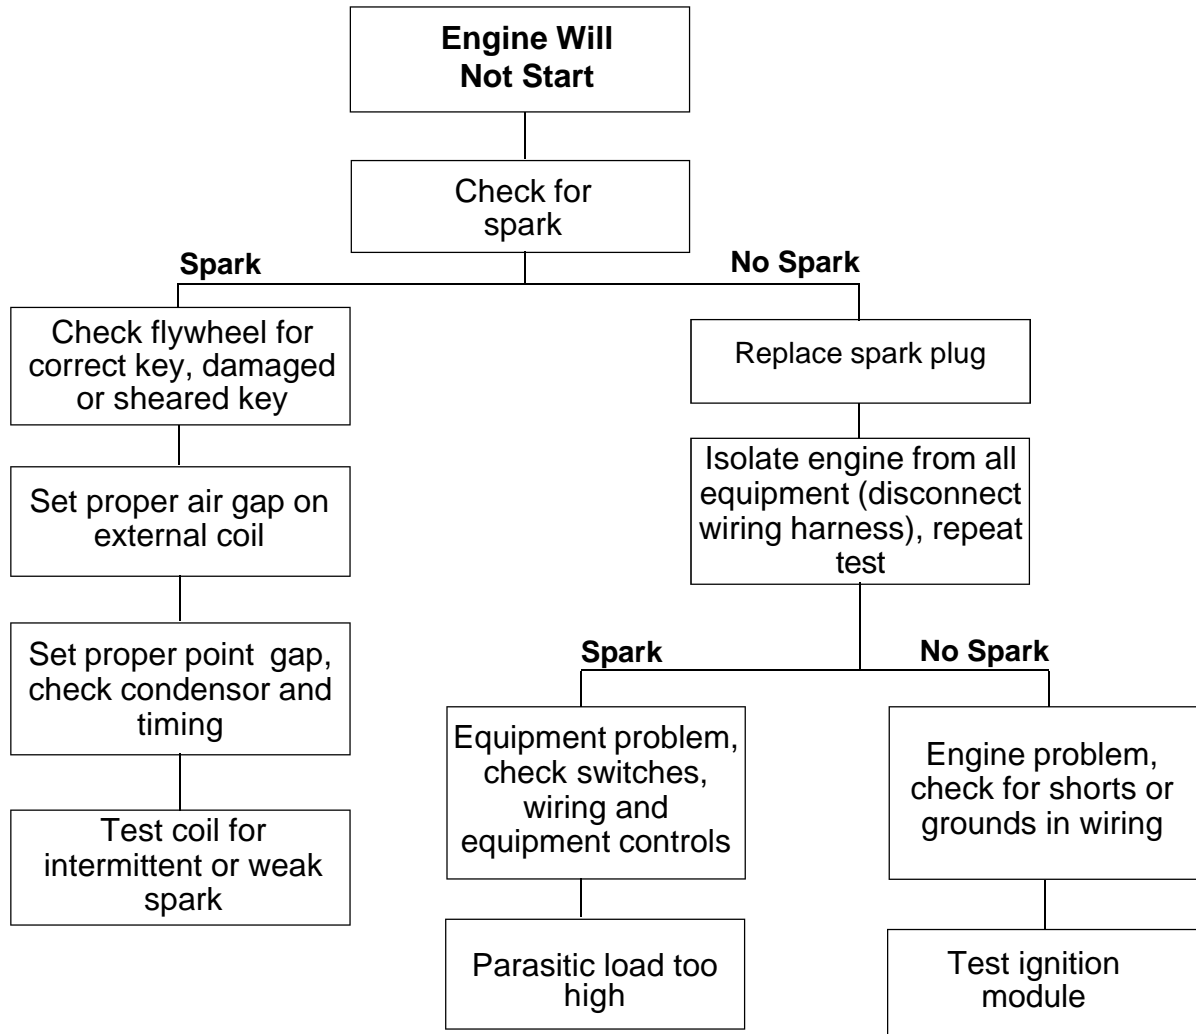 Engine Will
Not Start
Check for
spark
Spark
No Spark
Check flywheel for
correct key, damaged
or sheared key
Replace spark plug
Set proper air gap on
external coil
Isolate engine from all
equipment (disconnect
wiring harness), repeat
test
Set proper point gap,
check condensor and
timing
Spark
No Spark
Test coil for
intermittent or weak
spark
Equipment problem,
check switches,
wiring and
equipment controls
Engine problem,
check for shorts or
grounds in wiring
Parasitic load too
high
Test ignition
module